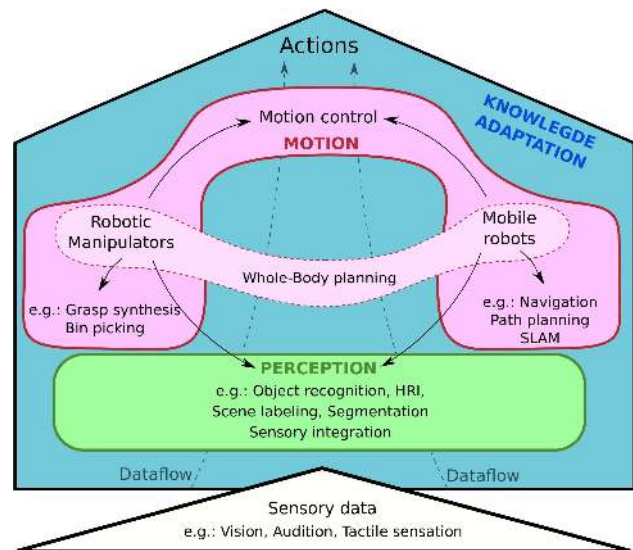 Actions
KNOWLEGDE
ADAPTATION
Motion control
MOTION
Robotic
Manipulators
Mobile
robots
Whole-Body planning
e.g.: Grasp synthesis
Bin picking
e.g.: Navigation
Path planning
SLAM
PERCEPTION
e.g.: Object recognition, HRI,
Scene labeling, Segmentation
Sensory integration
Dataflow
Dataflow
Sensory data
e.g.: Vision, Audition, Tactile sensation